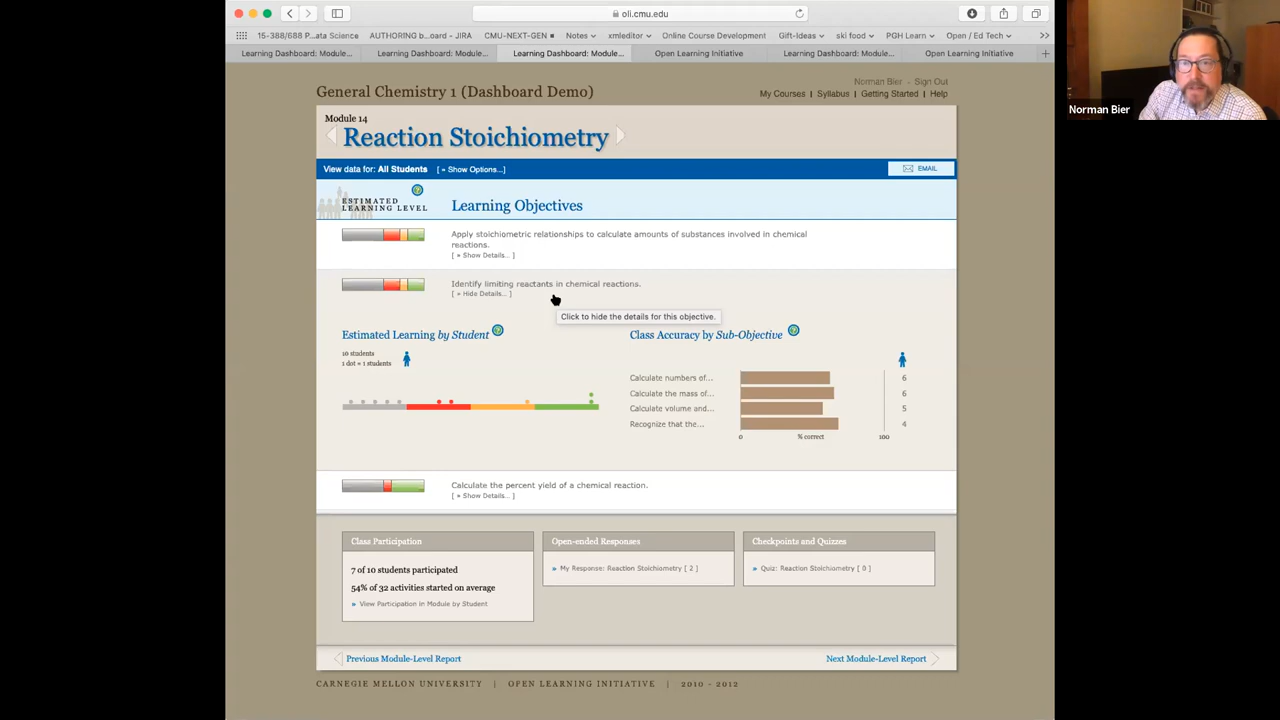 oli.cmu.edu
15-388/688 P...ata Science
AUTHORING b...oard - JIRA
CMU-NEXT-GEN
Notes
xmleditor
Online Course Development
Gift-Ideas
ski food
PGH Learn
Open / Ed Tech
Learning Dashboard: Module...
Learning Dashboard: Module...
Learning Dashboard: Module...
Open Learning Initiative
Learning Dashboard: Module...
Open Learning Initiative
Norman Bier
Norman Bier - Sign Out
General Chemistry 1 (Dashboard Demo)
My Courses | Syllabus | Getting Started | Help
Module 14
Reaction Stoichiometry
View data for: All Students [ » Show Options... ]
EMAIL
ESTIMATED
LEARNING LEVEL
Learning Objectives
Apply stoichiometric relationships to calculate amounts of substances involved in chemical
reactions.
[ » Show Details... ]
Identify limiting reactants in chemical reactions.
[ + Hide Details... ]
Click to hide the details for this objective.
Estimated Learning by Student
10 students
1 dot = 1 students
Class Accuracy by Sub-Objective
Calculate numbers of... 6
Calculate the mass of... 6
Calculate volume and... 5
Recognize that the... 4
0 % correct 100
Calculate the percent yield of a chemical reaction.
[ » Show Details... ]
Class Participation
7 of 10 students participated
54% of 32 activities started on average
» View Participation in Module by Student
Open-ended Responses
» My Response: Reaction Stoichiometry [ 2 ]
Checkpoints and Quizzes
» Quiz: Reaction Stoichiometry [ 0 ]
Previous Module-Level Report
Next Module-Level Report
CARNEGIE MELLON UNIVERSITY | OPEN LEARNING INITIATIVE | 2010 - 2012